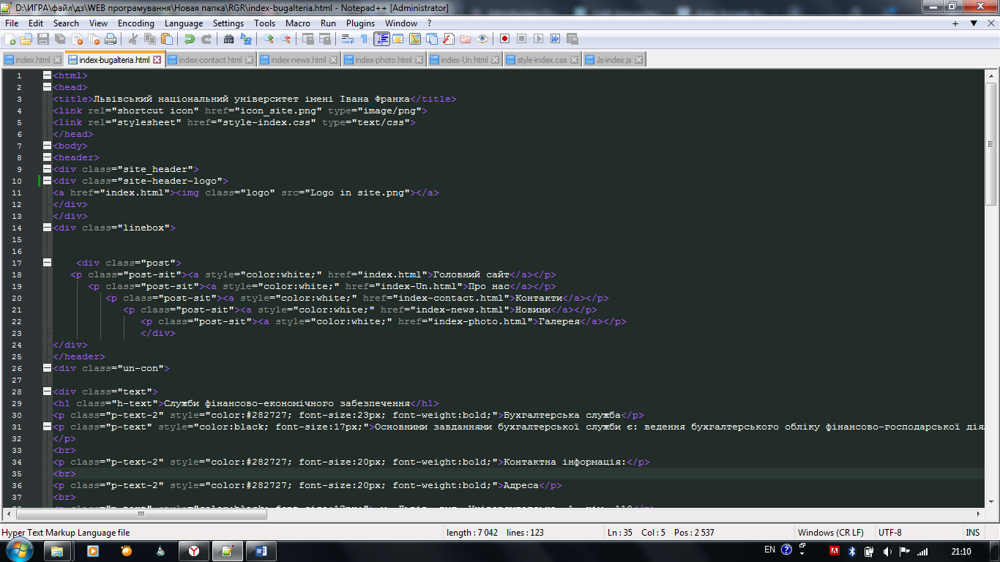 D:\ИГРА\файл\дз\WEB програмування\Новая папка\RGR\index-bugalteria.html - Notepad++ [Administrator]
File Edit Search View Encoding Language Settings Tools Macro Run Plugins Window ? + ▼ X
index.html index-bugalteria.html index-contact.html index-news.html index-photo.html index-Un.html style-index.css Js-index.js
1 <html>
2 <head>
3 <title>Львівський національний університет імені Івана Франка</title>
4 <link rel="shortcut icon" href="icon_site.png" type="image/png">
5 <link rel="stylesheet" href="style-index.css" type="text/css">
6 </head>
7 <body>
8 <header>
9 <div class="site_header">
10 <div class="site-header-logo">
11 <a href="index.html"><img class="logo" src="Logo in site.png"></a>
12 </div>
13 </div>
14 <div class="linebox">
15
16
17 <div class="post">
18 <p class="post-sit"><a style="color:white;" href="index.html">Головний сайт</a></p>
19 <p class="post-sit"><a style="color:white;" href="index-Un.html">Про нас</a></p>
20 <p class="post-sit"><a style="color:white;" href="index-contact.html">Контакти</a></p>
21 <p class="post-sit"><a style="color:white;" href="index-news.html">Новини</a></p>
22 <p class="post-sit"><a style="color:white;" href="index-photo.html">Галерея</a></p>
23 </div>
24 </div>
25 </header>
26 <div class="un-con">
27
28 <div class="text">
29 <h1 class="h-text">Служби фінансово-економічного забезпечення</h1>
30 <p class="p-text-2" style="color:#282727; font-size:23px; font-weight:bold;">Бухгалтерська служба</p>
31 <p class="p-text" style="color:black; font-size:17px;">Основними завданнями бухгалтерської служби є: ведення бухгалтерського обліку фінансово-господарської діял
32 </p>
33 <br>
34 <p class="p-text-2" style="color:#282727; font-size:20px; font-weight:bold;">Контактна інформація:</p>
35 <br>
36 <p class="p-text-2" style="color:#282727; font-size:20px; font-weight:bold;">Адреса</p>
37 <br>
Hyper Text Markup Language file length : 7 042 lines : 123 Ln : 35 Col : 5 Pos : 2 537 Windows (CR LF) UTF-8 INS
EN 21:10